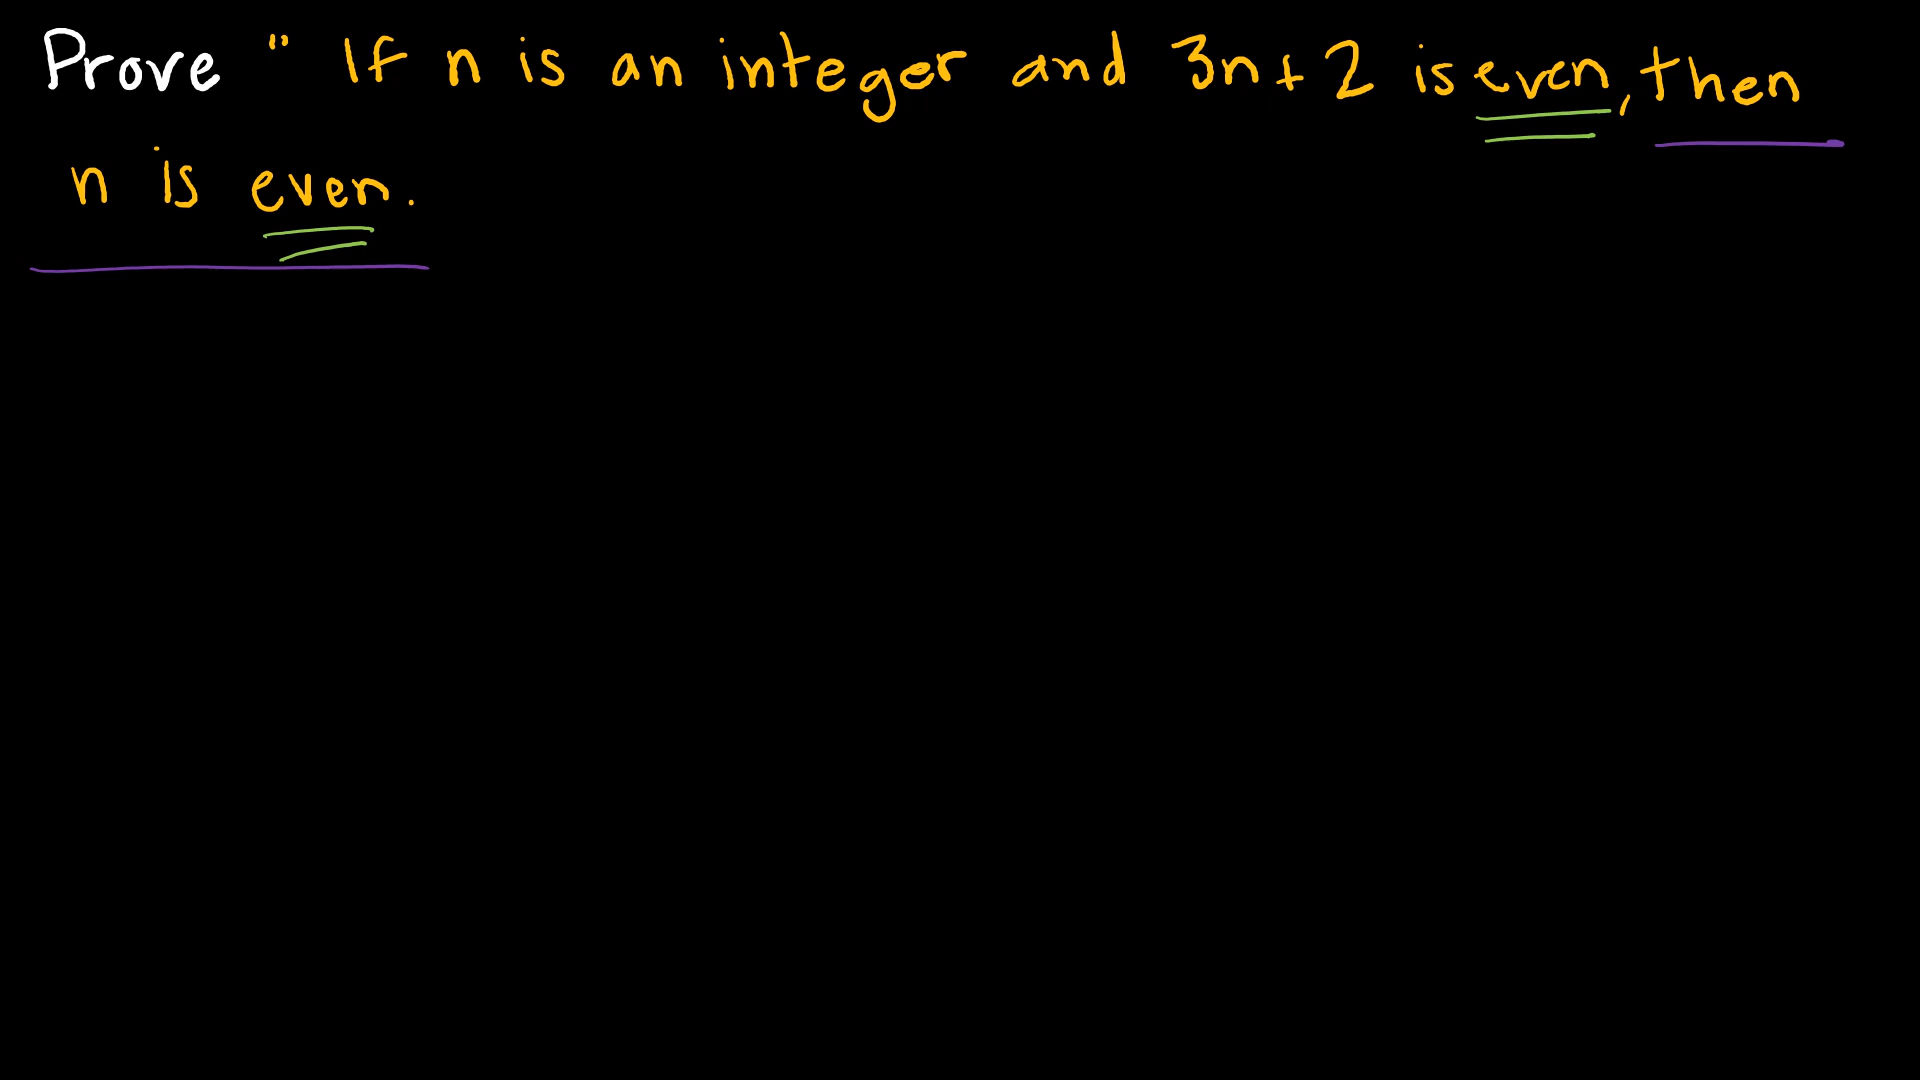 Prove " If n is an integer and 3n+2 is even, then
n is even.